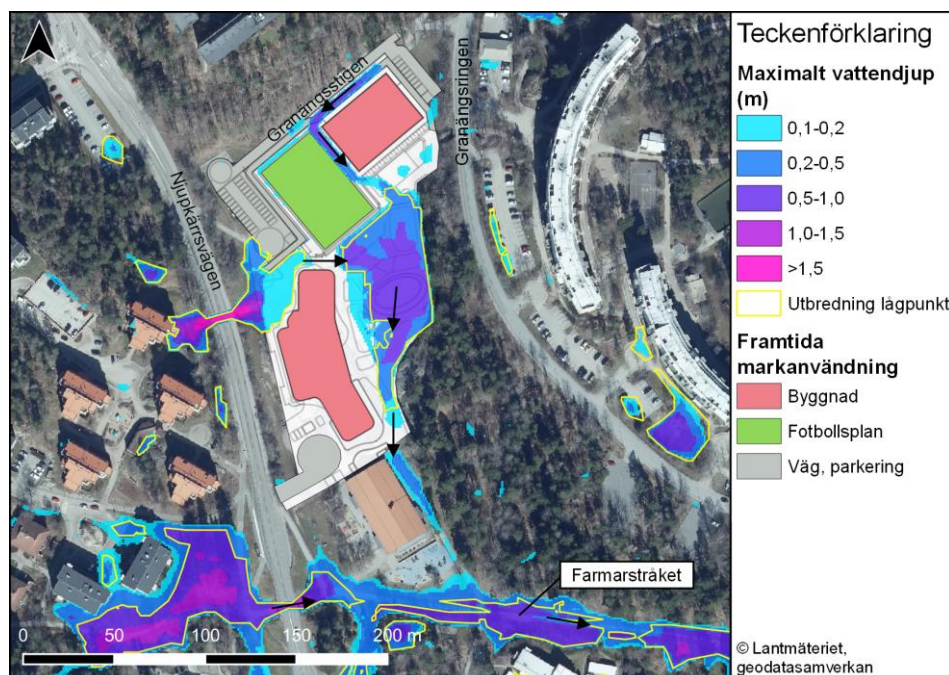 Teckenförklaring
Maximalt vattendjup
(m)
0,1-0,2
0,2-0,5
0,5-1,0
1,0-1,5
>1,5
Utbredning lågpunkt
Framtida
markanvändning
Byggnad
Fotbollsplan
Väg, parkering
© Lantmäteriet,
geodatasamverkan
Granängsstigen
Granängsringen
Njupkärrsvägen
Farmarstråket
0 50 100 150 200 m